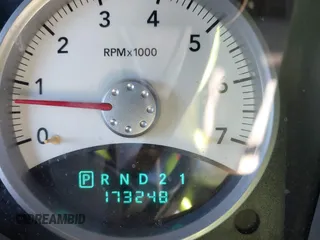 2 3 4 5
1 6
RPMx1000
0 7
P R N D 2 1
173248
DREAMBID